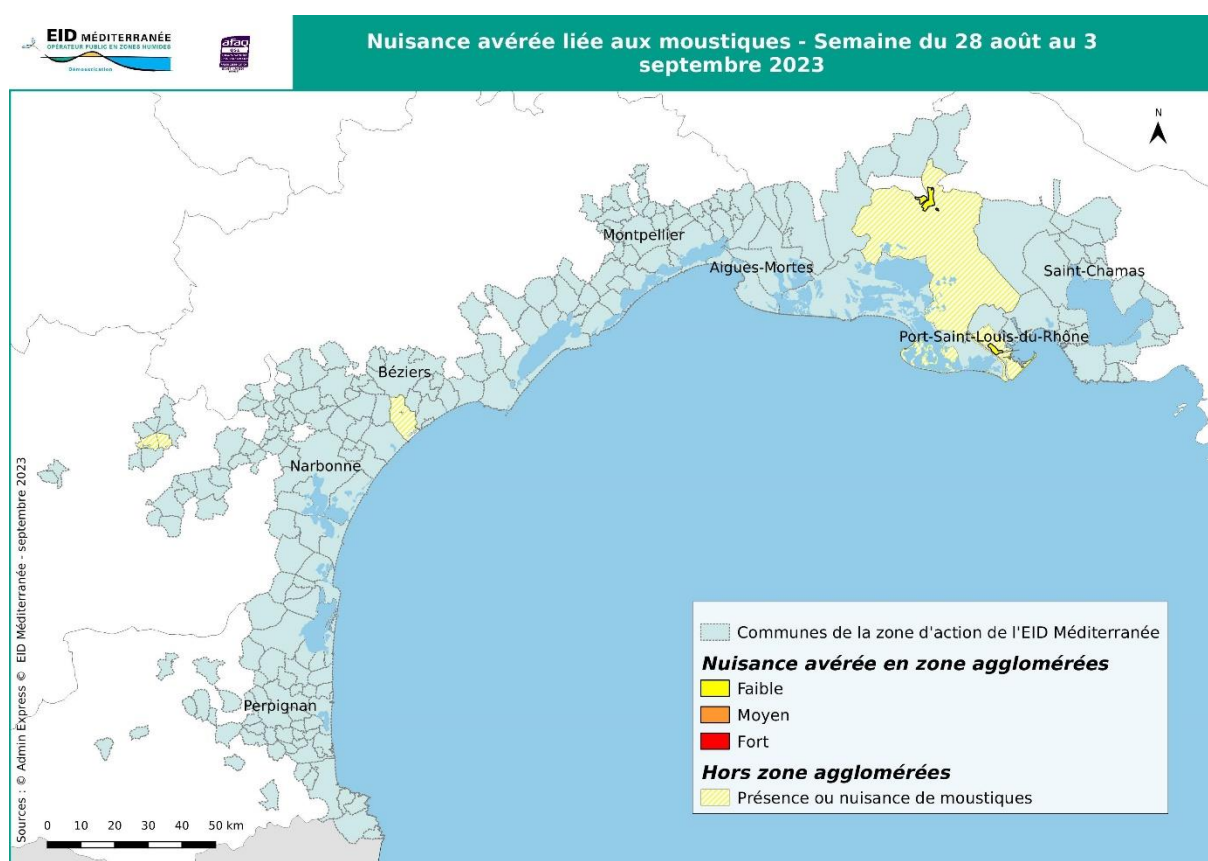 EID MÉDITERRANÉE
OPÉRATEUR PUBLIC EN ZONES HUMIDES
Démoustication
afaq
Nuisance avérée liée aux moustiques - Semaine du 28 août au 3
septembre 2023
N
Montpellier
Aigues-Mortes
Saint-Chamas
Port-Saint-Louis-du-Rhône
Béziers
Narbonne
Perpignan
Communes de la zone d'action de l'EID Méditerranée
Nuisance avérée en zone agglomérées
Faible
Moyen
Fort
Hors zone agglomérées
Présence ou nuisance de moustiques
0 10 20 30 40 50 km
Sources : © Admin Express © EID Méditerranée - septembre 2023